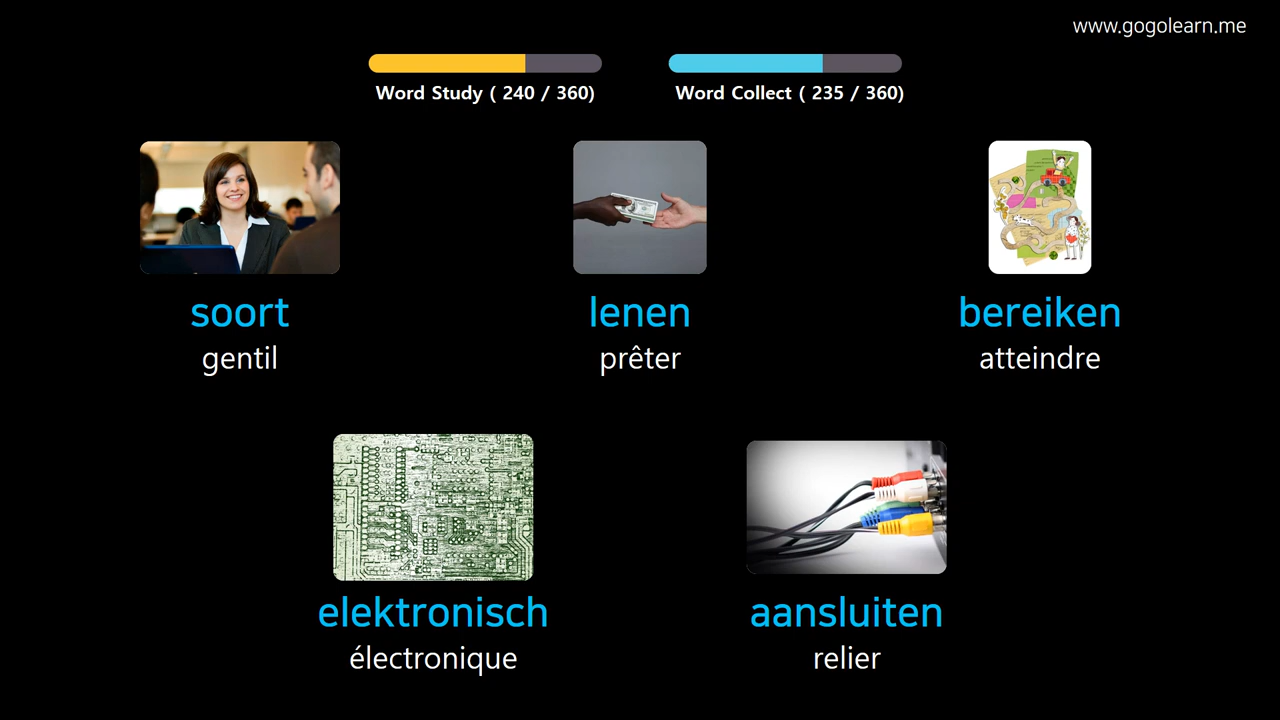 www.gogolearn.me
Word Study ( 240 / 360)
Word Collect ( 235 / 360)
soort
gentil
lenen
prêter
bereiken
atteindre
elektronisch
électronique
aansluiten
relier